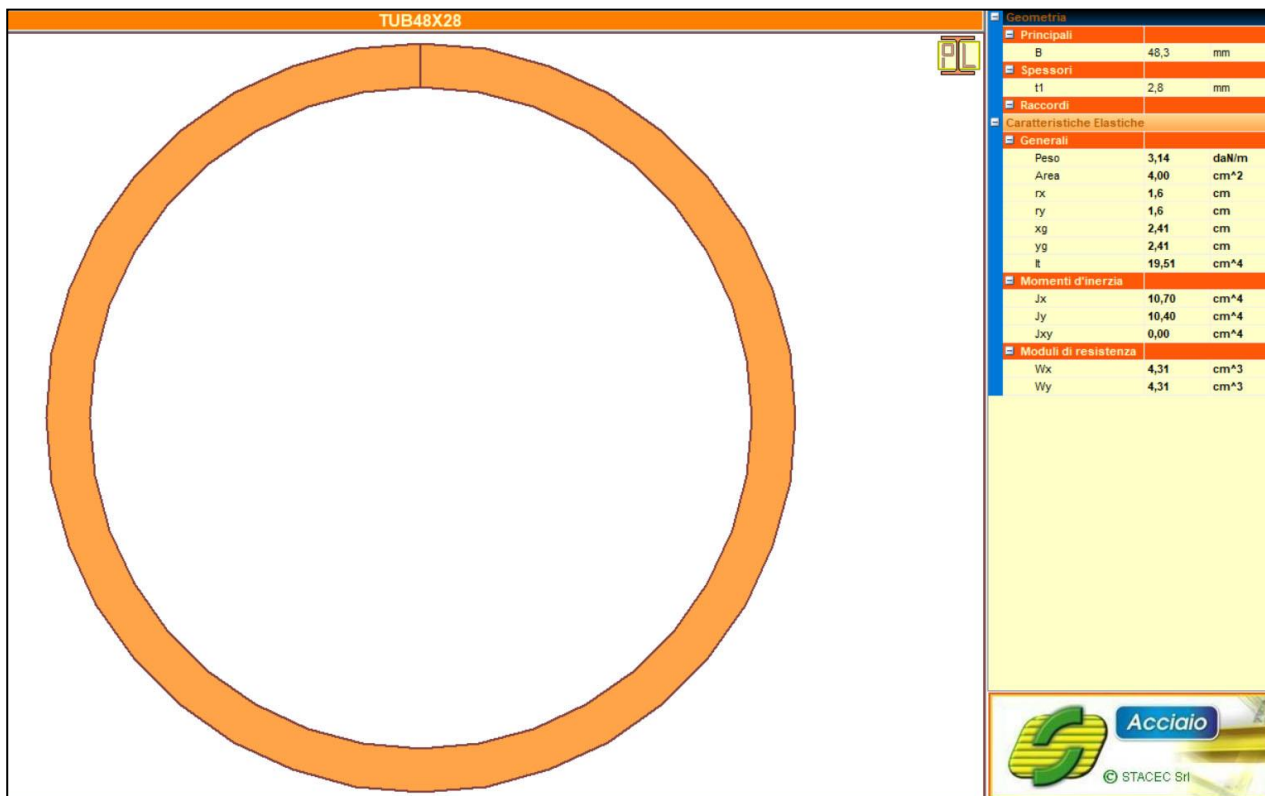 TUB48X28
Geometria
Principali
B 48,3 mm
Spessori
t1 2,8 mm
Raccordi
Caratteristiche Elastiche
Generali
Peso 3,14 daN/m
Area 4,00 cm^2
rx 1,6 cm
ry 1,6 cm
xg 2,41 cm
yg 2,41 cm
It 19,51 cm^4
Momenti d'inerzia
Jx 10,70 cm^4
Jy 10,40 cm^4
Jxy 0,00 cm^4
Moduli di resistenza
Wx 4,31 cm^3
Wy 4,31 cm^3
Acciaio
© STACEC Srl